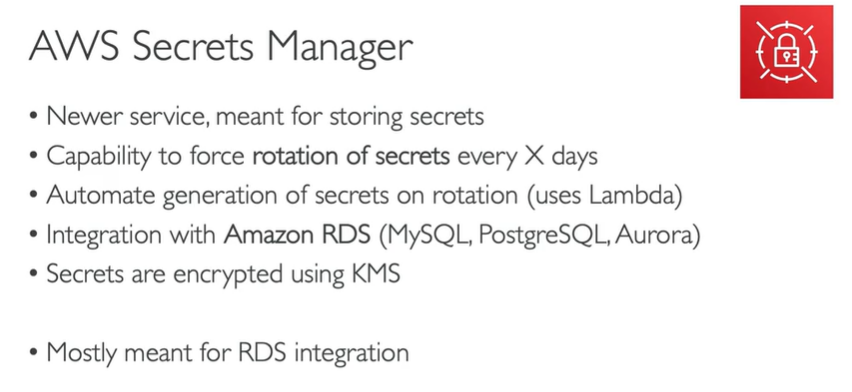 AWS Secrets Manager
• Newer service, meant for storing secrets
• Capability to force rotation of secrets every X days
• Automate generation of secrets on rotation (uses Lambda)
• Integration with Amazon RDS (MySQL, PostgreSQL, Aurora)
• Secrets are encrypted using KMS
• Mostly meant for RDS integration